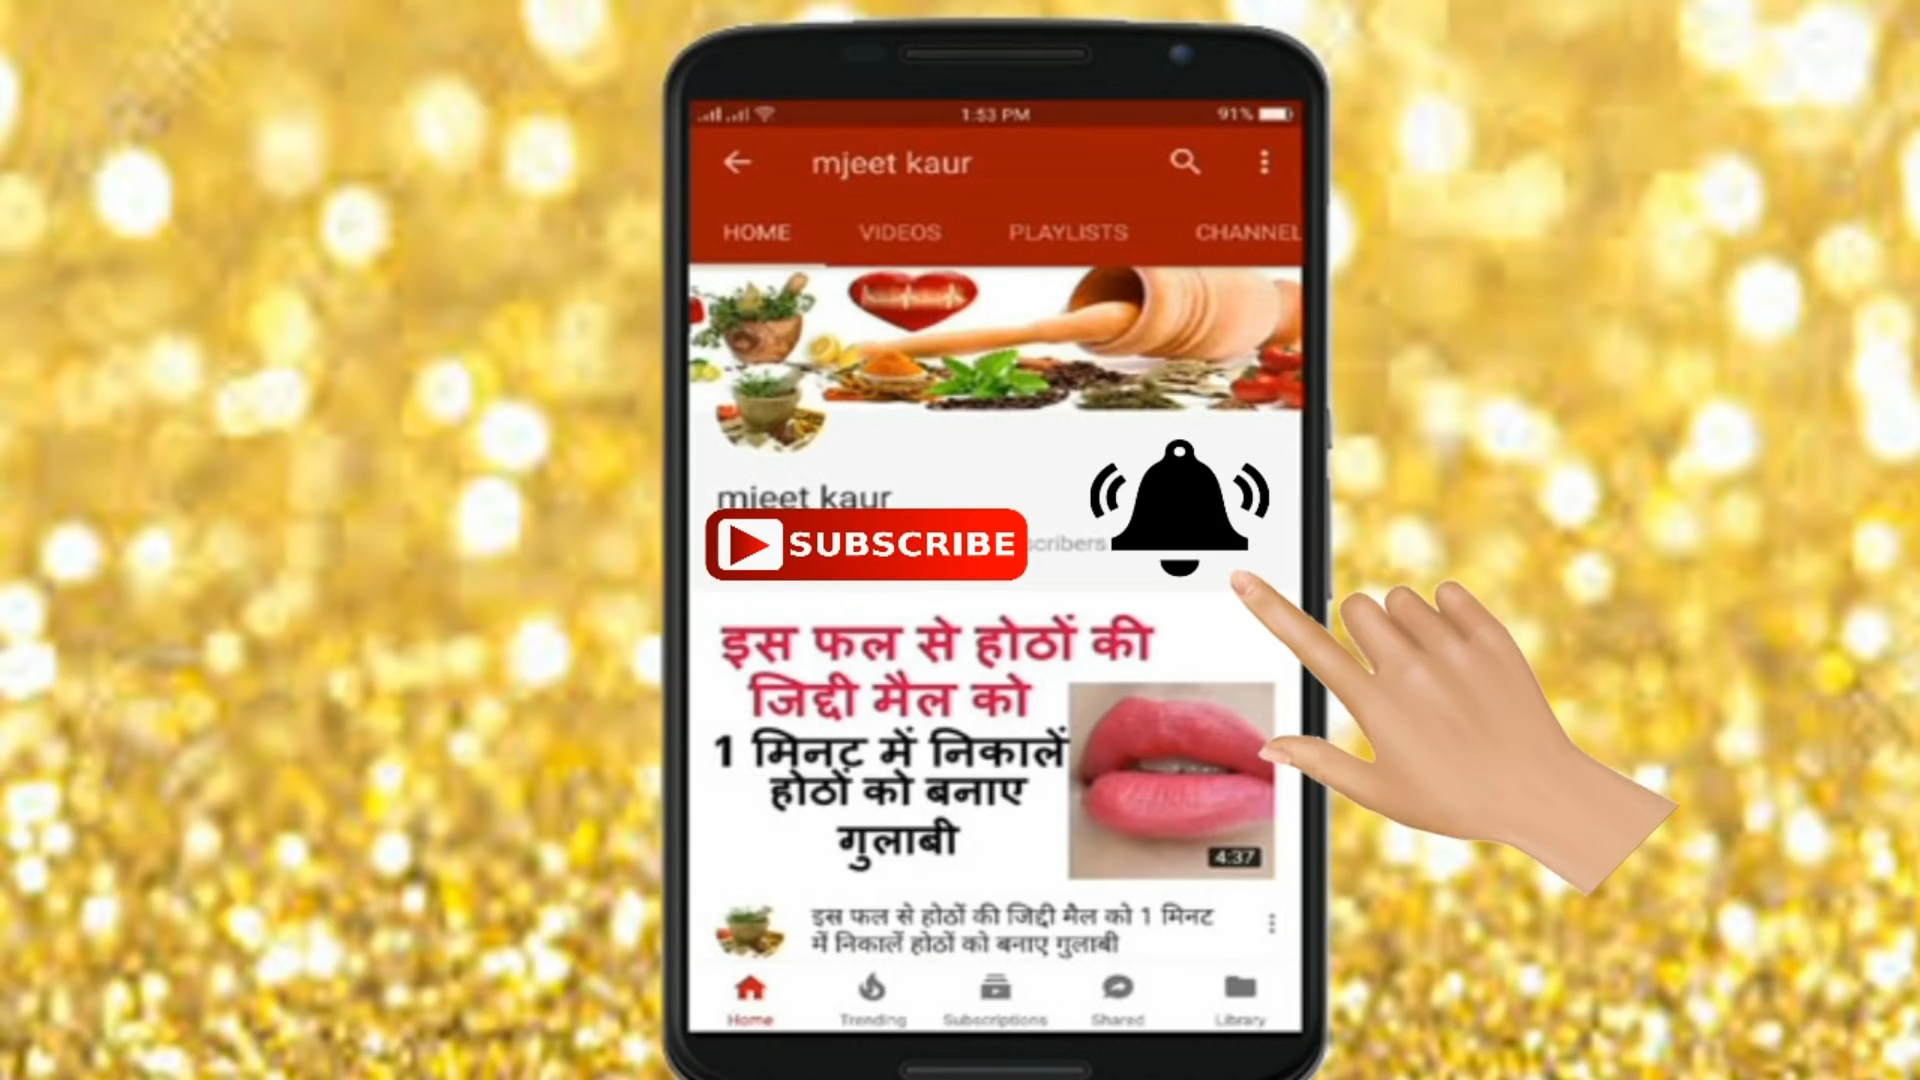 1:53 PM
91%
mjeet kaur
HOME VIDEOS PLAYLISTS CHANNEL
mjeet kaur
SUBSCRIBE scribers
इस फल से होठों की
जिद्दी मैल को
1 मिनट में निकालें
होठों को बनाए
गुलाबी
4:37
इस फल से होठों की जिद्दी मैल को 1 मिनट
में निकालें होठों को बनाए गुलाबी
Home Trending Subscriptions Shared Library